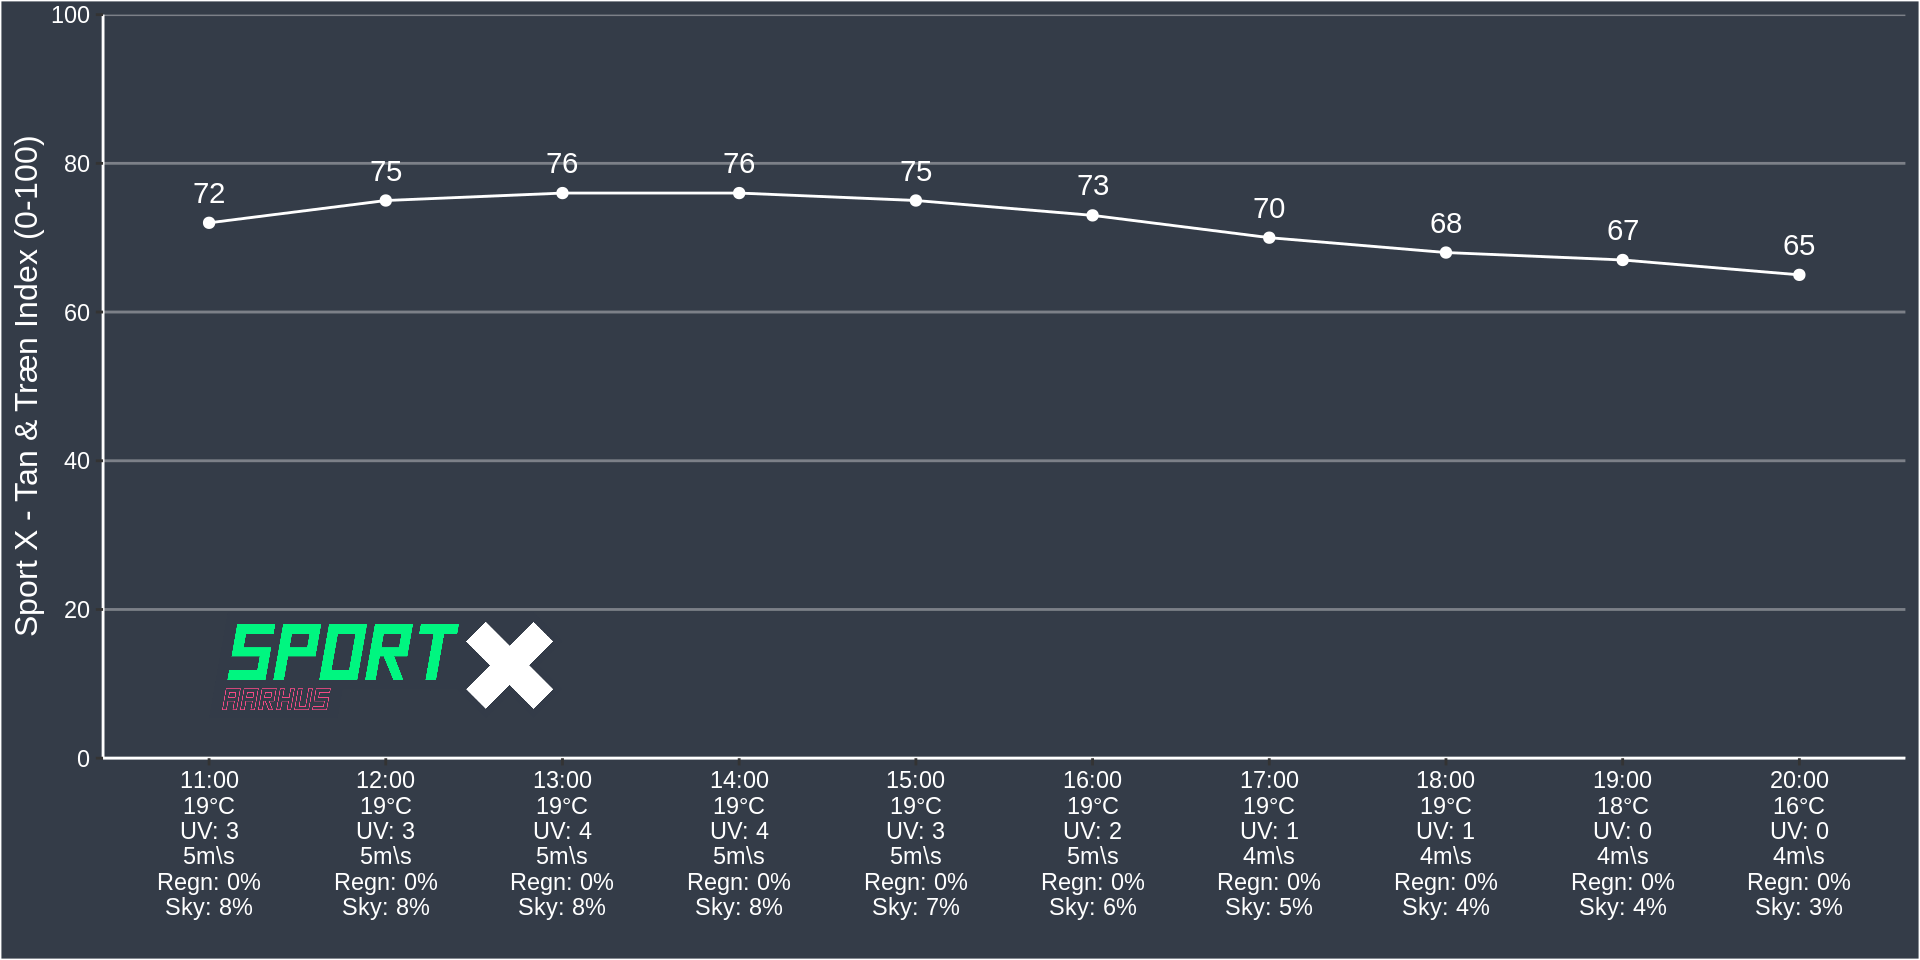 Sport X - Tan & Træn Index (0-100)
100
80
60
40
20
0
72
75
76
76
75
73
70
68
67
65
SPORT X
AARHUS
11:00
19°C
UV: 3
5m\s
Regn: 0%
Sky: 8%
12:00
19°C
UV: 3
5m\s
Regn: 0%
Sky: 8%
13:00
19°C
UV: 4
5m\s
Regn: 0%
Sky: 8%
14:00
19°C
UV: 4
5m\s
Regn: 0%
Sky: 8%
15:00
19°C
UV: 3
5m\s
Regn: 0%
Sky: 7%
16:00
19°C
UV: 2
5m\s
Regn: 0%
Sky: 6%
17:00
19°C
UV: 1
4m\s
Regn: 0%
Sky: 5%
18:00
19°C
UV: 1
4m\s
Regn: 0%
Sky: 4%
19:00
18°C
UV: 0
4m\s
Regn: 0%
Sky: 4%
20:00
16°C
UV: 0
4m\s
Regn: 0%
Sky: 3%